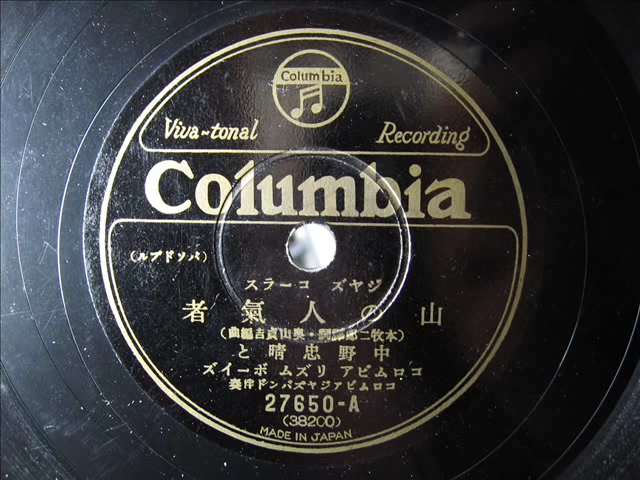 Columbia
Viva-tonal Recording
Columbia
(パソドブル)
ジヤズ コーラス
山の人氣者
(本牧二郎譯詞・奥山貞吉編曲)
中野忠晴と
コロムビア リズム ボーイズ
コロムビアジヤズバンド伴奏
27650-A
(38200)
MADE IN JAPAN